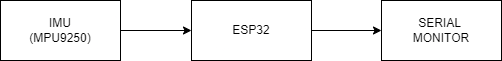 IMU
(MPU9250)
ESP32
SERIAL
MONITOR